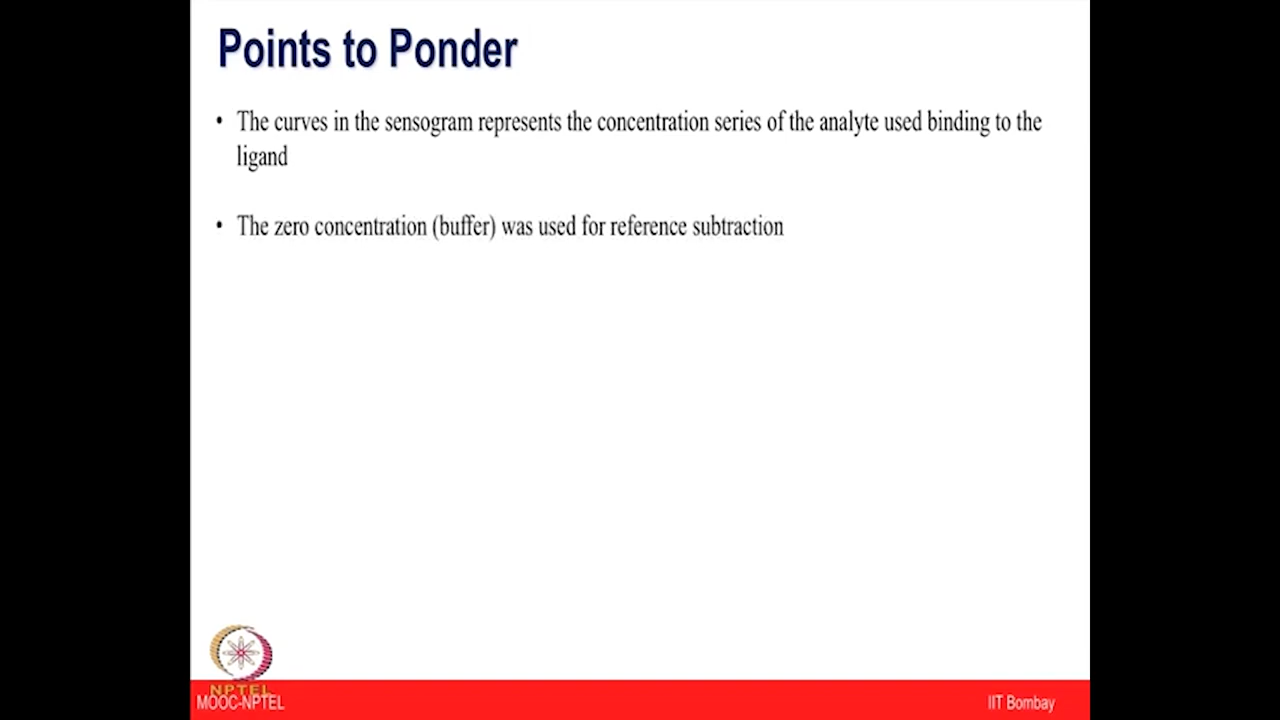 Points to Ponder
• The curves in the sensogram represents the concentration series of the analyte used binding to the
ligand
• The zero concentration (buffer) was used for reference subtraction
NPTEL
MOOC-NPTEL
IIT Bombay